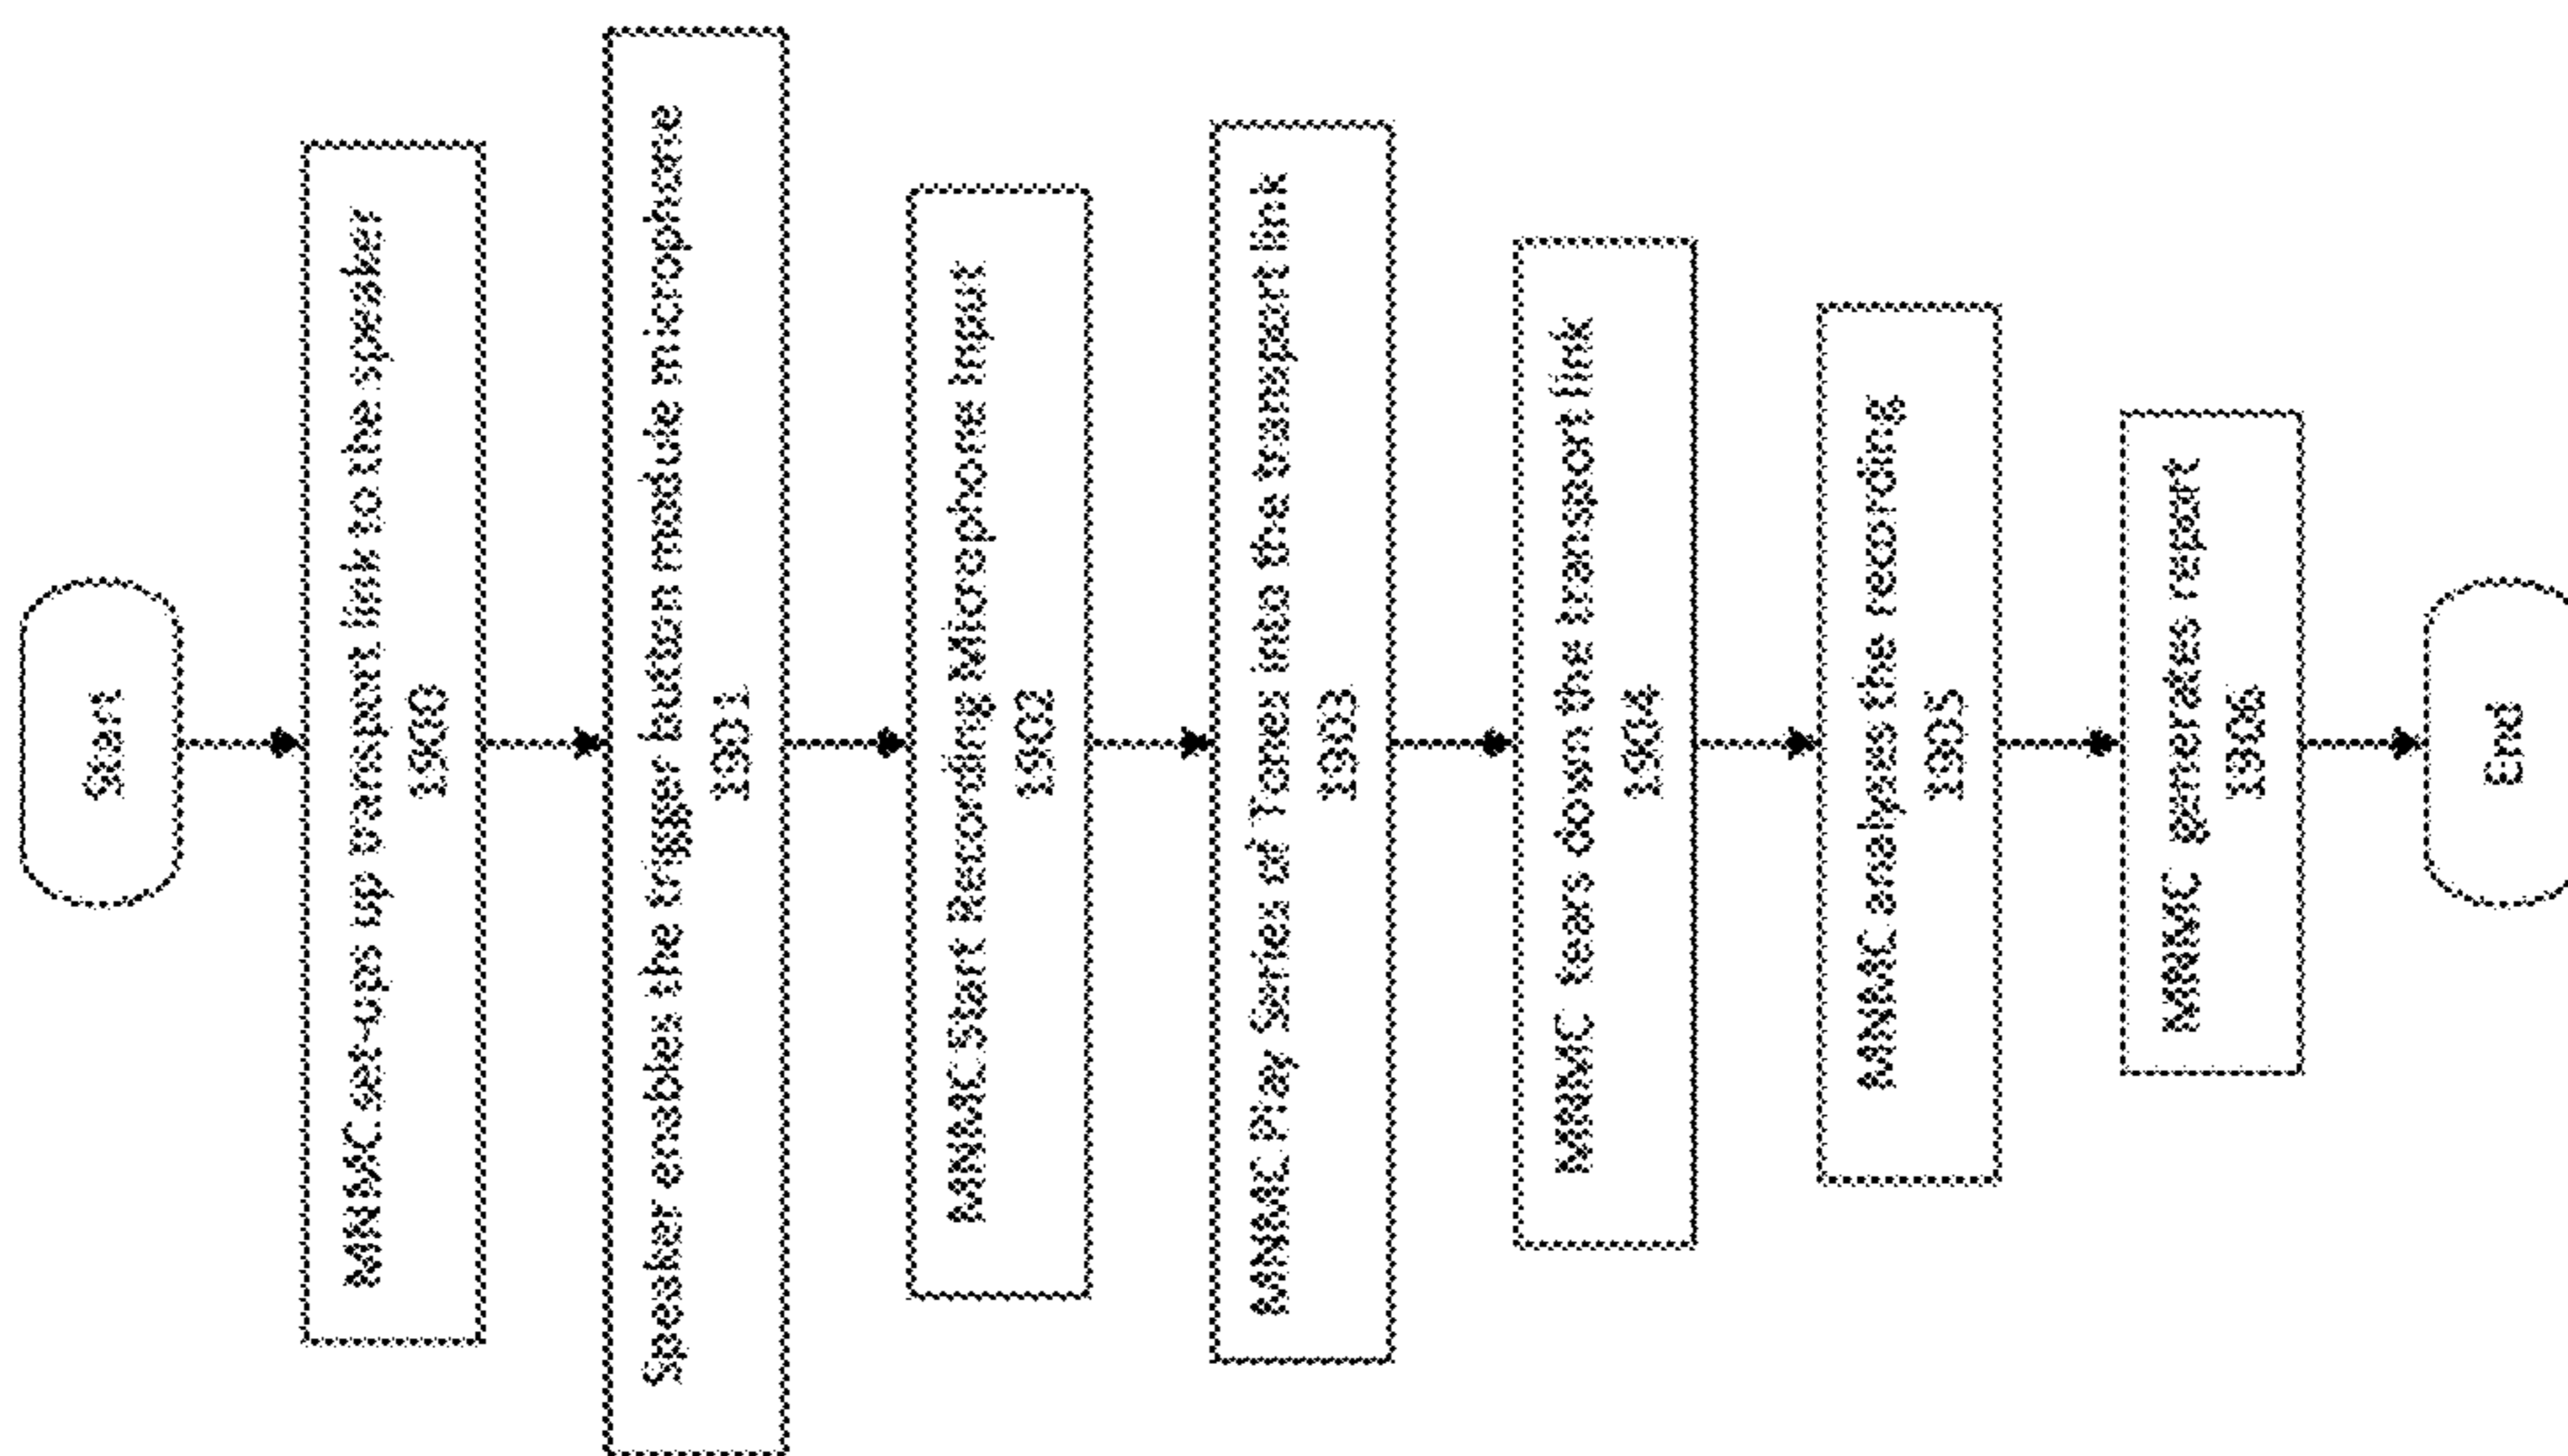 Start
MNMC set-ups up transport link to the speaker
1900
Speaker enables the trigger button module microphone
1901
MNMC Start Recording Microphone Input
1902
MNMC Play Series of Tones into the transport link
1903
MNMC tears down the transport link
1904
MNMC analyses the recording
1905
MNMC generates report
1906
End